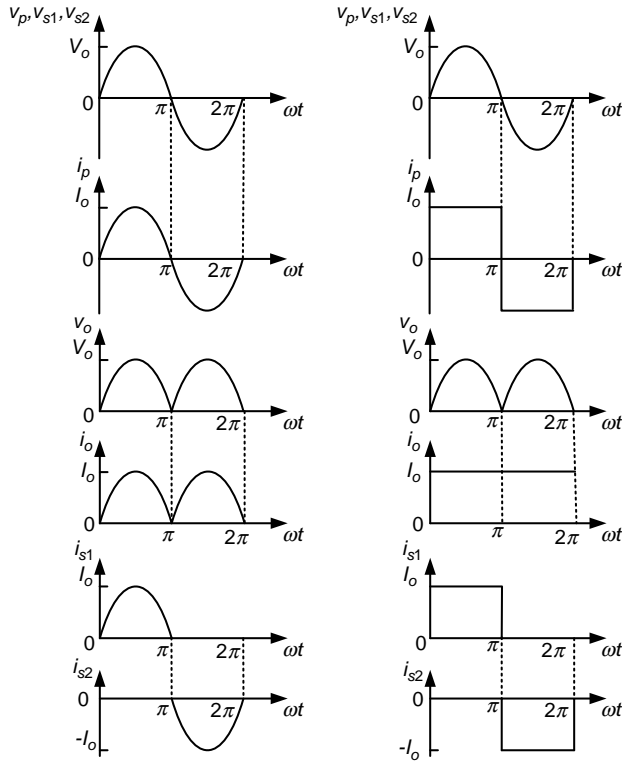 v_p,v_s1,v_s2 v_p,v_s1,v_s2
V_o V_o
0 π 2π ωt 0 π 2π ωt
i_p i_p
I_o I_o
0 π 2π ωt 0 π 2π ωt
v_o v_o
V_o V_o
0 π 2π ωt 0 π 2π ωt
i_o i_o
I_o I_o
0 π 2π ωt 0 π 2π ωt
i_s1 i_s1
I_o I_o
0 π 2π ωt 0 π 2π ωt
i_s2 i_s2
0 π 2π ωt 0 π 2π ωt
-I_o -I_o